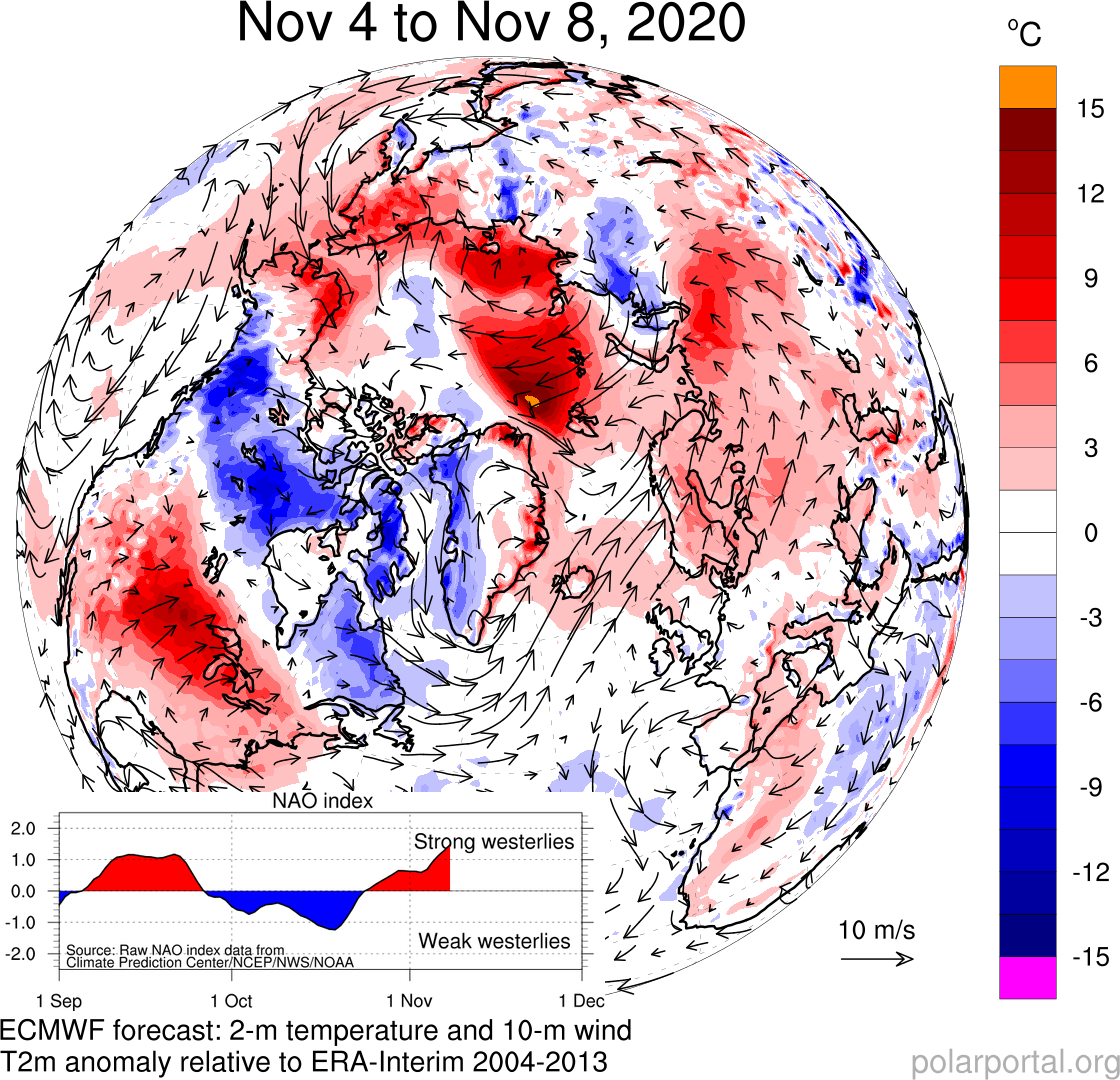 Nov 4 to Nov 8, 2020
°C
15
12
9
6
3
0
-3
-6
-9
-12
-15
10 m/s
NAO index
2.0
1.0
0.0
-1.0
-2.0
Strong westerlies
Weak westerlies
Source: Raw NAO index data from
Climate Prediction Center/NCEP/NWS/NOAA
1 Sep
1 Oct
1 Nov
1 Dec
ECMWF forecast: 2-m temperature and 10-m wind
T2m anomaly relative to ERA-Interim 2004-2013
polarportal.org